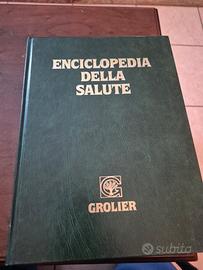 ENCICLOPEDIA
DELLA
SALUTE
GROLIER
subito